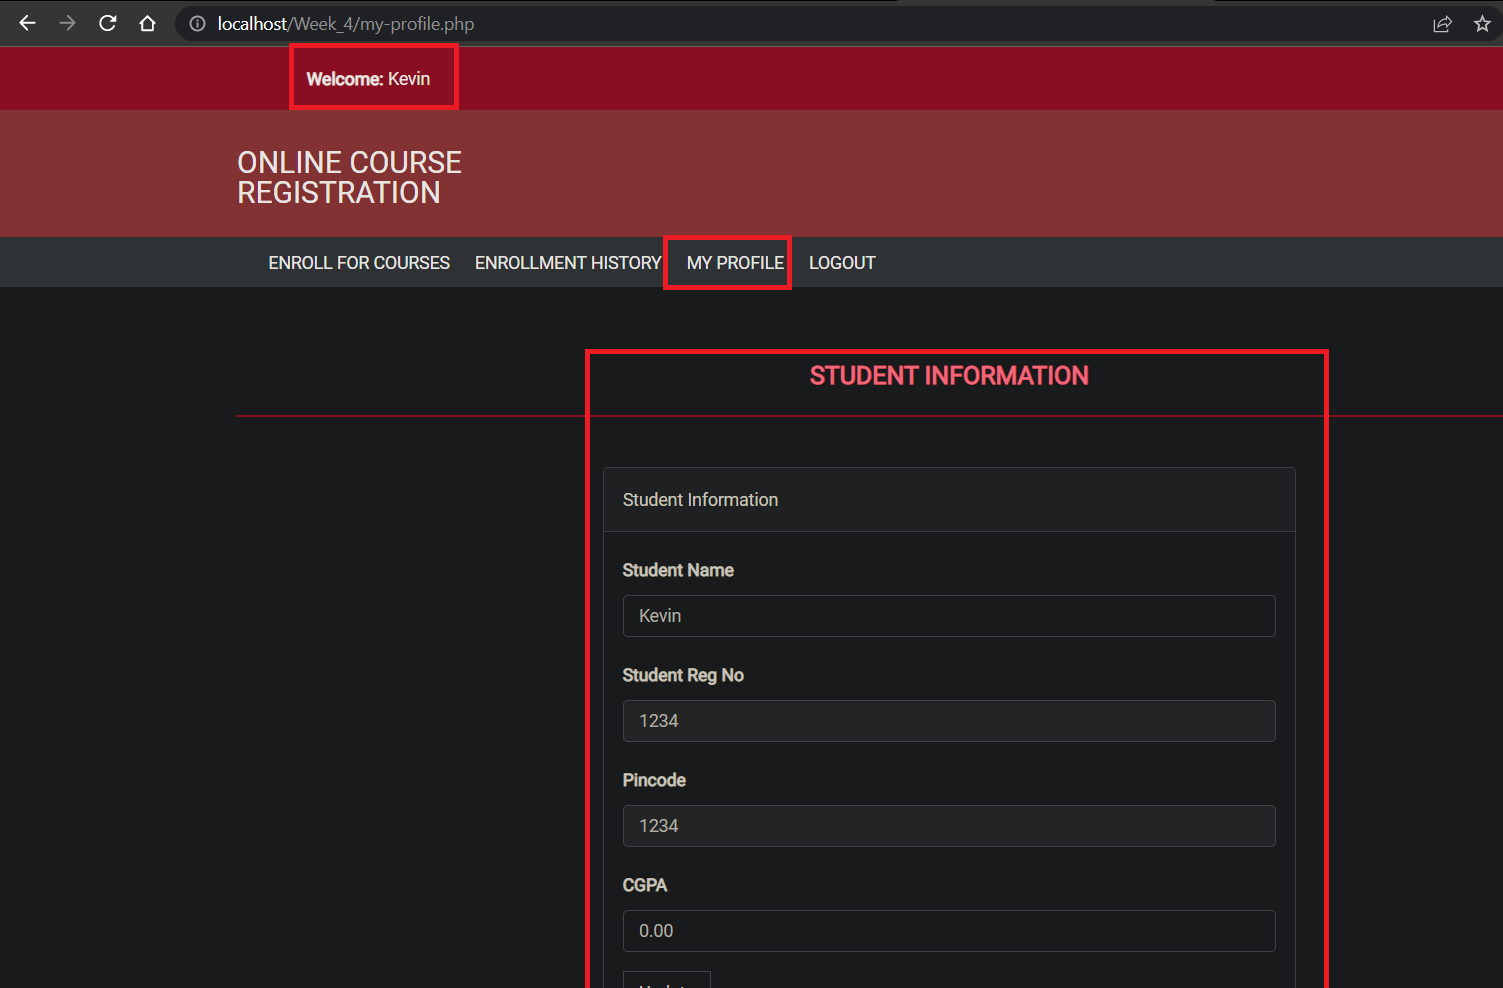 localhost/Week_4/my-profile.php
Welcome: Kevin
ONLINE COURSE
REGISTRATION
ENROLL FOR COURSES ENROLLMENT HISTORY MY PROFILE LOGOUT
STUDENT INFORMATION
Student Information
Student Name
Kevin
Student Reg No
1234
Pincode
1234
CGPA
0.00